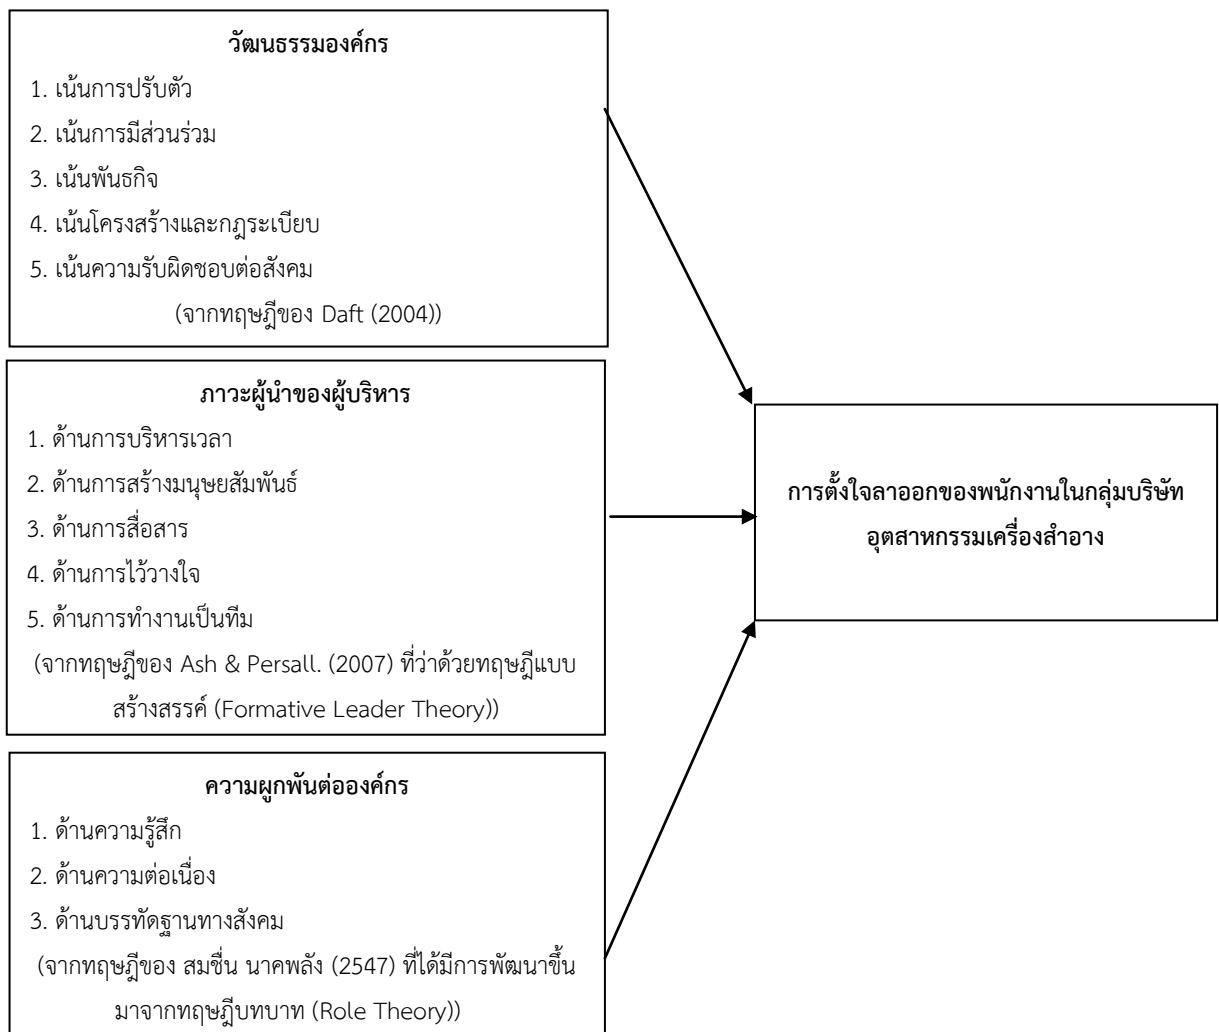 วัฒนธรรมองค์กร
1. เน้นการปรับตัว
2. เน้นการมีส่วนร่วม
3. เน้นพันธกิจ
4. เน้นโครงสร้างและกฎระเบียบ
5. เน้นความรับผิดชอบต่อสังคม
(จากทฤษฎีของ Daft (2004))
ภาวะผู้นำของผู้บริหาร
1. ด้านการบริหารเวลา
2. ด้านการสร้างมนุษยสัมพันธ์
3. ด้านการสื่อสาร
4. ด้านการไว้วางใจ
5. ด้านการทำงานเป็นทีม
(จากทฤษฎีของ Ash & Persall. (2007) ที่ว่าด้วยทฤษฎีแบบ
สร้างสรรค์ (Formative Leader Theory))
ความผูกพันต่อองค์กร
1. ด้านความรู้สึก
2. ด้านความต่อเนื่อง
3. ด้านบรรทัดฐานทางสังคม
(จากทฤษฎีของ สมชื่น นาคพลัง (2547) ที่ได้มีการพัฒนาขึ้น
มาจากทฤษฎีบทบาท (Role Theory))
การตั้งใจลาออกของพนักงานในกลุ่มบริษัท
อุตสาหกรรมเครื่องสำอาง